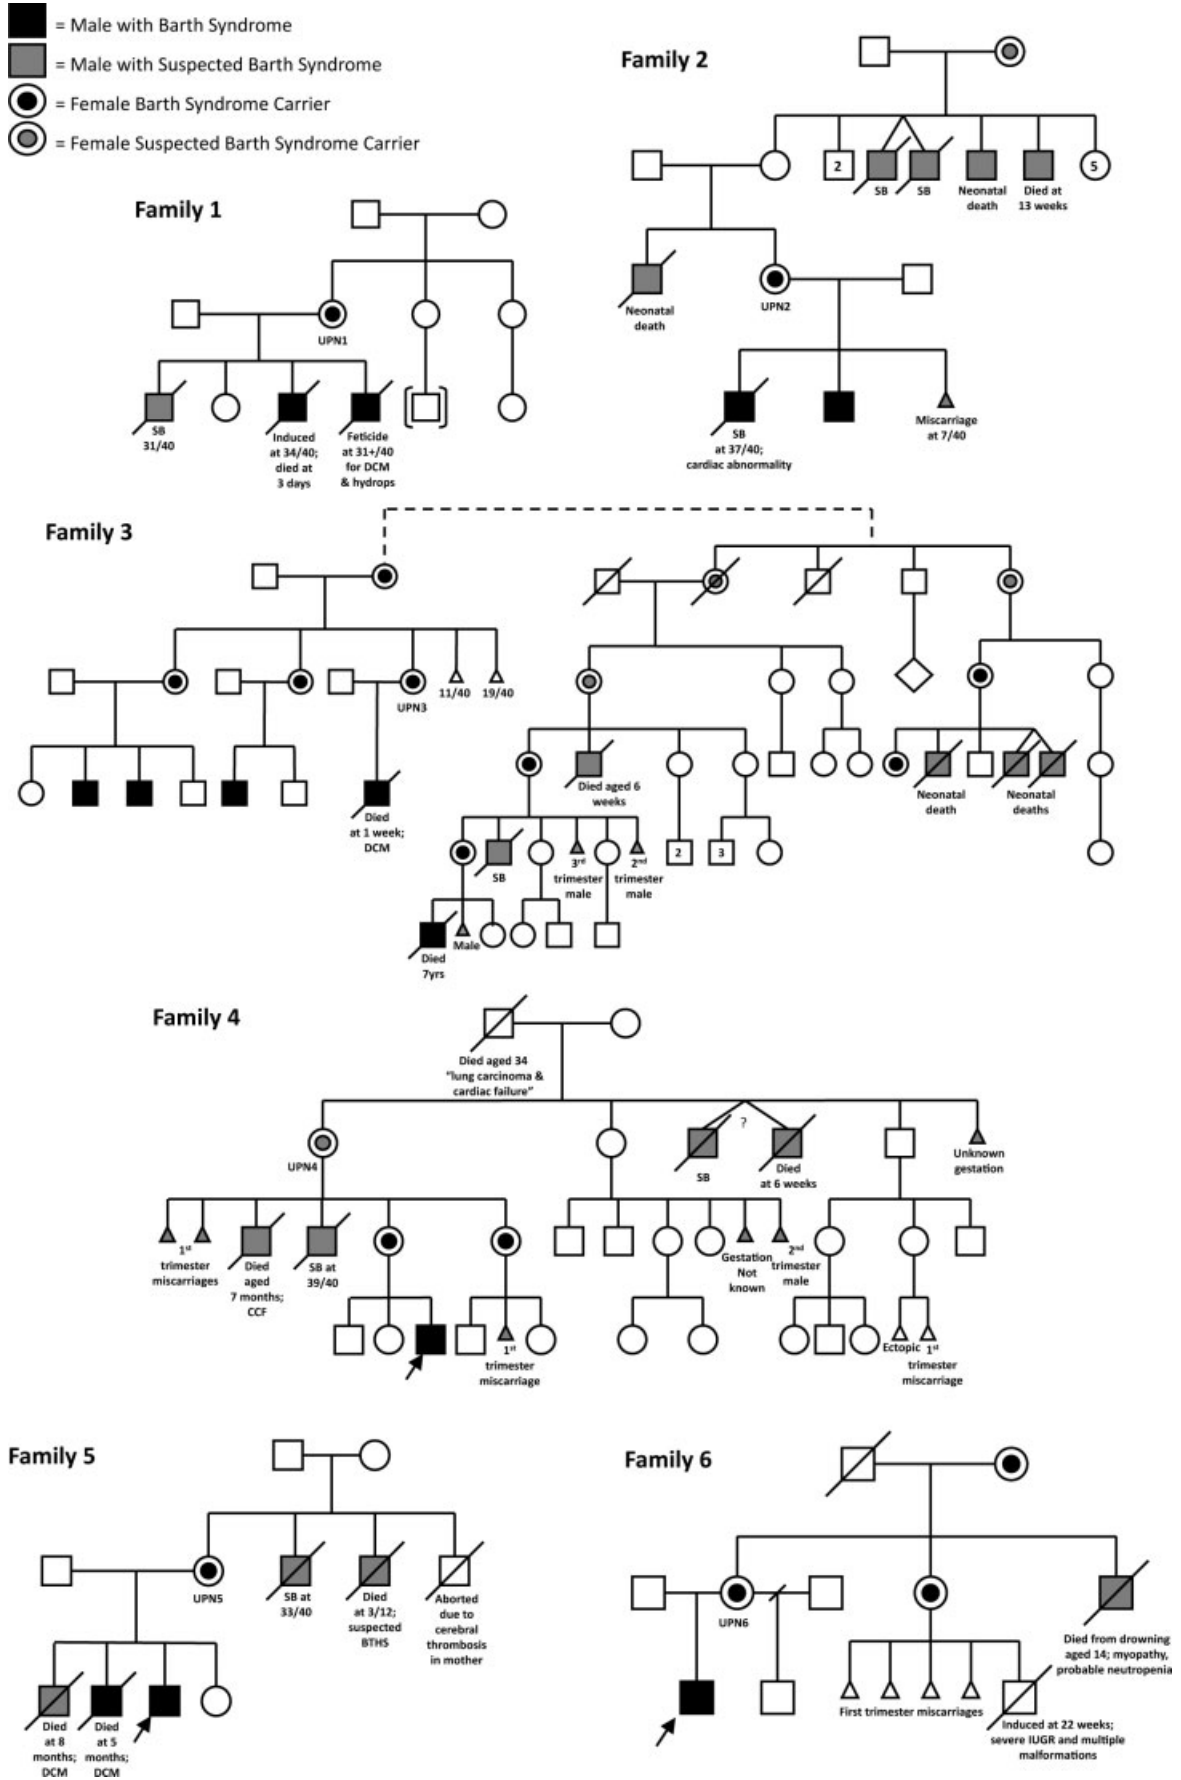 = Male with Barth Syndrome
= Male with Suspected Barth Syndrome
= Female Barth Syndrome Carrier
= Female Suspected Barth Syndrome Carrier
Family 2
2
SB
SB
Neonatal
death
Died at
13 weeks
5
Neonatal
death
UPN2
SB
at 37/40;
cardiac abnormality
Miscarriage
at 7/40
Family 1
UPN1
SB
31/40
Induced
at 34/40;
died at
3 days
Feticide
at 31+/40
for DCM
& hydrops
Family 3
UPN3
11/40
19/40
Died
at 1 week;
DCM
Died aged 6
weeks
Neonatal
death
Neonatal
deaths
SB
3rd
trimester
male
2nd
trimester
male
2
3
Died
7yrs
Male
Family 4
Died aged 34
"lung carcinoma &
cardiac failure"
UPN4
?
SB
Died
at 6 weeks
Unknown
gestation
1st
trimester
miscarriages
Died
aged
7 months;
CCF
SB at
39/40
Gestation
Not
known
2nd
trimester
male
1st
trimester
miscarriage
Ectopic
1st
trimester
miscarriage
Family 5
UPN5
SB at
33/40
Died
at 3/12;
suspected
BTHS
Aborted
due to
cerebral
thrombosis
in mother
Died
at 8
months;
DCM
Died
at 5
months;
DCM
Family 6
UPN6
Died from drowning
aged 14; myopathy,
probable neutropenia
First trimester miscarriages
Induced at 22 weeks;
severe IUGR and multiple
malformations